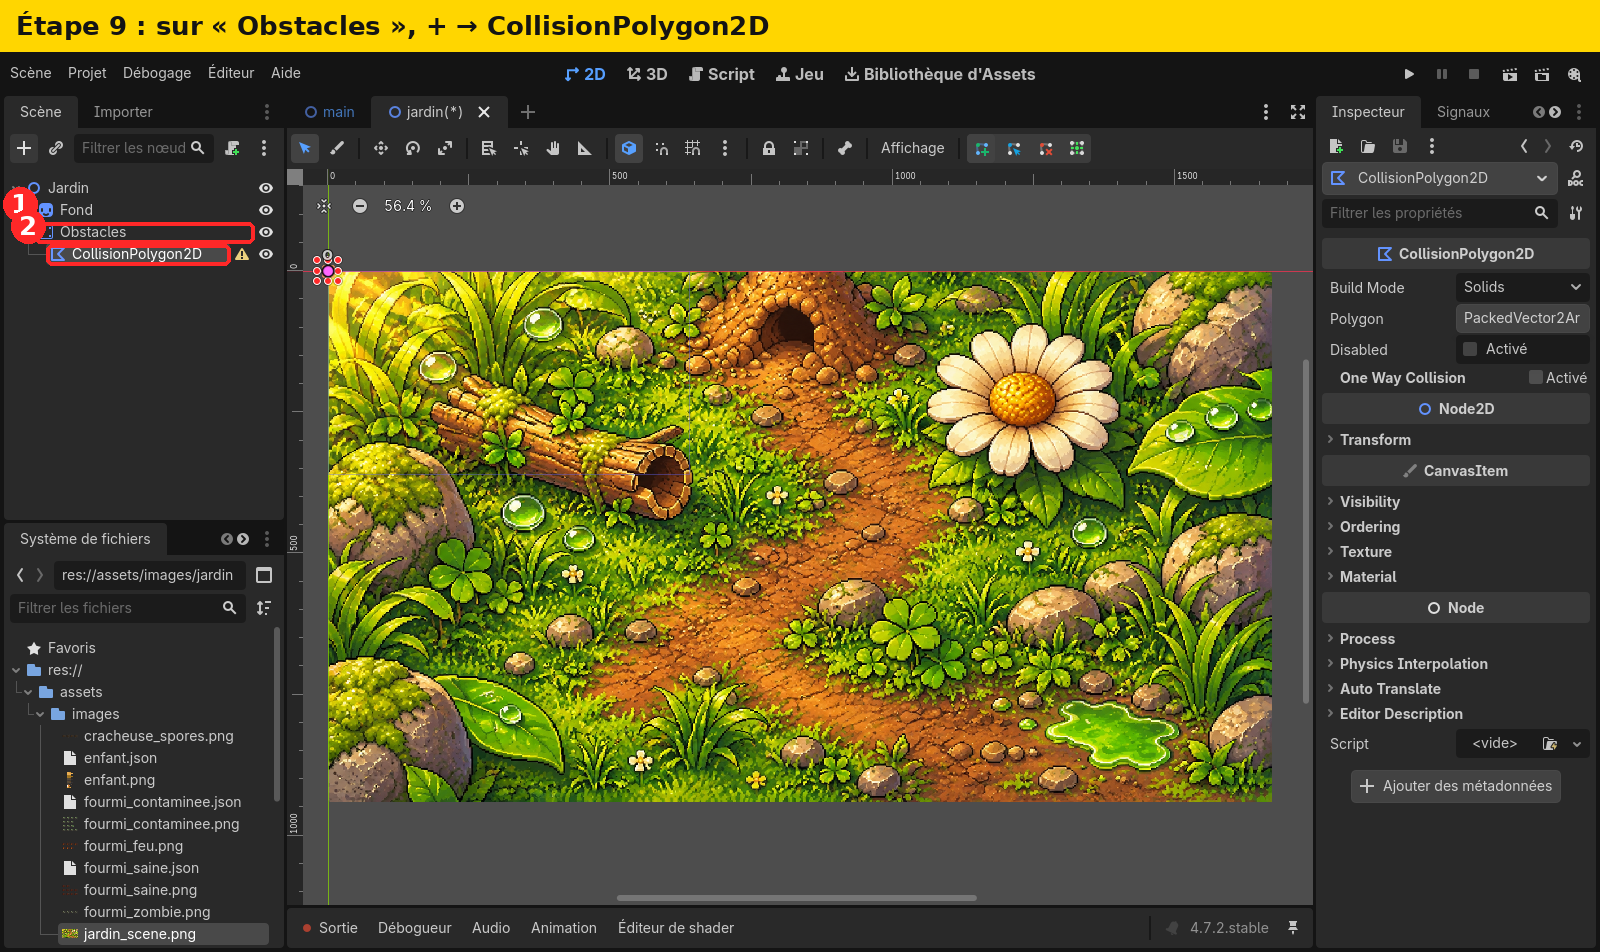 Étape 9 : sur « Obstacles », + → CollisionPolygon2D
Scène Projet Débogage Éditeur Aide
2D 3D Script Jeu Bibliothèque d'Assets
Scène Importer
main jardin(*)
Inspecteur Signaux
Filtrer les nœud
Affichage
Jardin
Fond
Obstacles
CollisionPolygon2D
1
2
0 500 1000 1500
56.4 %
0
500
1000
CollisionPolygon2D
DOC
Filtrer les propriétés
CollisionPolygon2D
Build Mode Solids
Polygon PackedVector2Ar
Disabled Activé
One Way Collision Activé
Node2D
Transform
CanvasItem
Visibility
Ordering
Texture
Material
Node
Process
Physics Interpolation
Auto Translate
Editor Description
Script <vide>
Ajouter des métadonnées
Système de fichiers
res://assets/images/jardin
Filtrer les fichiers
Favoris
res://
assets
images
cracheuse_spores.png
enfant.json
enfant.png
fourmi_contaminee.json
fourmi_contaminee.png
fourmi_feu.png
fourmi_saine.json
fourmi_saine.png
fourmi_zombie.png
jardin_scene.png
Sortie Débogueur Audio Animation Éditeur de shader
4.7.2.stable